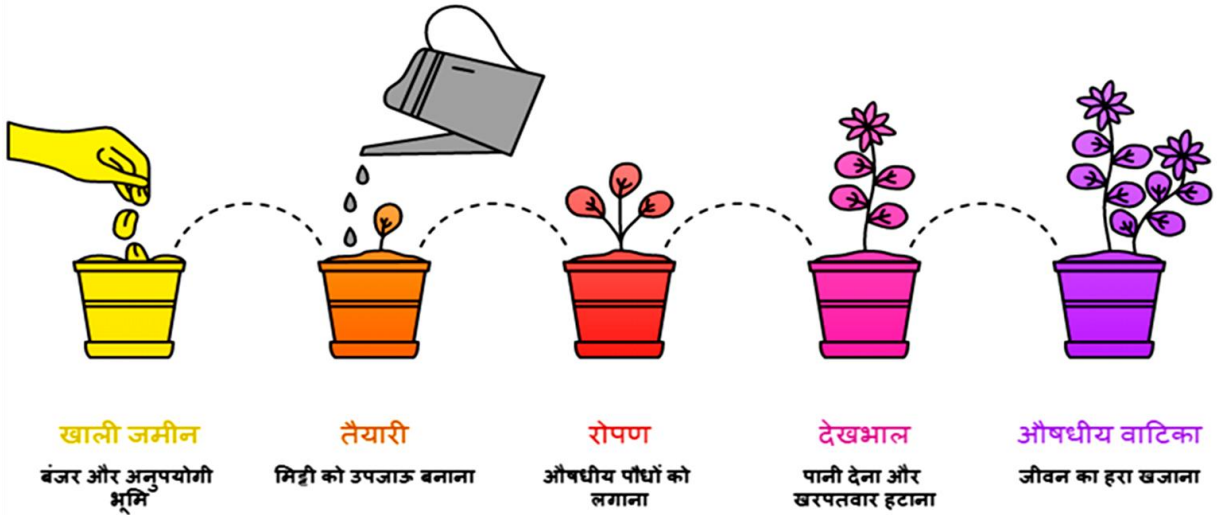 खाली जमीन
बंजर और अनुपयोगी
भूमि
तैयारी
मिट्टी को उपजाऊ बनाना
रोपण
औषधीय पौधों को
लगाना
देखभाल
पानी देना और
खरपतवार हटाना
औषधीय वाटिका
जीवन का हरा खजाना